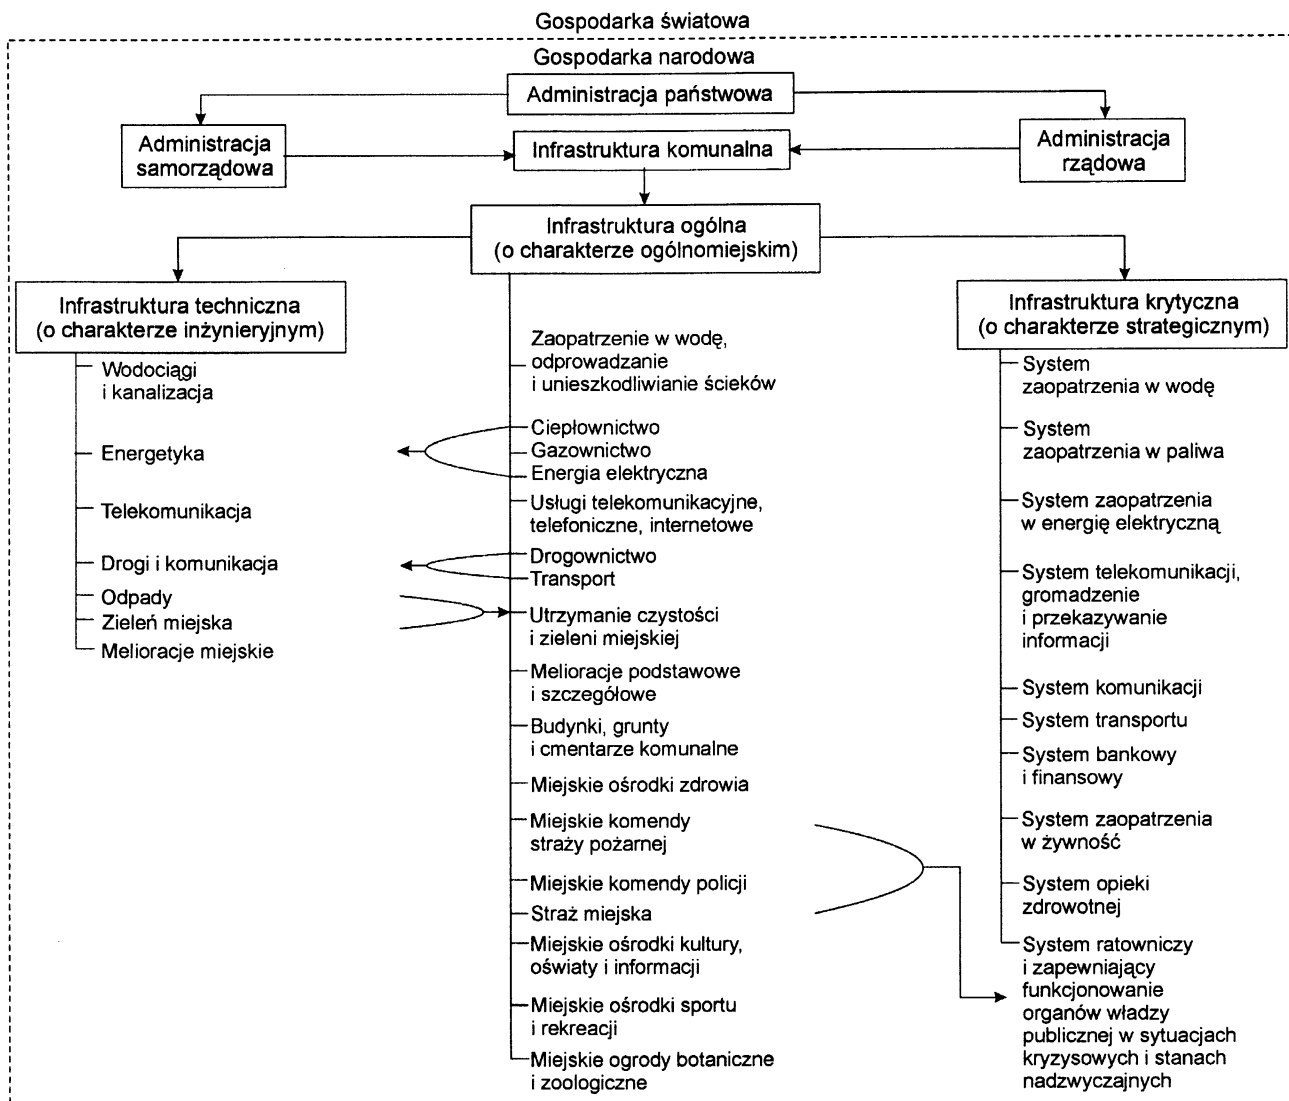 Gospodarka światowa
Gospodarka narodowa
Administracja państwowa
Administracja
samorządowa
Infrastruktura komunalna
Administracja
rządowa
Infrastruktura ogólna
(o charakterze ogólnomiejskim)
Infrastruktura techniczna
(o charakterze inżynieryjnym)
Wodociągi
i kanalizacja
Energetyka
Telekomunikacja
Drogi i komunikacja
Odpady
Zieleń miejska
Melioracje miejskie
Zaopatrzenie w wodę,
odprowadzanie
i unieszkodliwianie ścieków
Ciepłownictwo
Gazownictwo
Energia elektryczna
Usługi telekomunikacyjne,
telefoniczne, internetowe
Drogownictwo
Transport
Utrzymanie czystości
i zieleni miejskiej
Melioracje podstawowe
i szczegółowe
Budynki, grunty
i cmentarze komunalne
Miejskie ośrodki zdrowia
Miejskie komendy
straży pożarnej
Miejskie komendy policji
Straż miejska
Miejskie ośrodki kultury,
oświaty i informacji
Miejskie ośrodki sportu
i rekreacji
Miejskie ogrody botaniczne
i zoologiczne
Infrastruktura krytyczna
(o charakterze strategicznym)
System
zaopatrzenia w wodę
System
zaopatrzenia w paliwa
System zaopatrzenia
w energię elektryczną
System telekomunikacji,
gromadzenie
i przekazywanie
informacji
System komunikacji
System transportu
System bankowy
i finansowy
System zaopatrzenia
w żywność
System opieki
zdrowotnej
System ratowniczy
i zapewniający
funkcjonowanie
organów władzy
publicznej w sytuacjach
kryzysowych i stanach
nadzwyczajnych